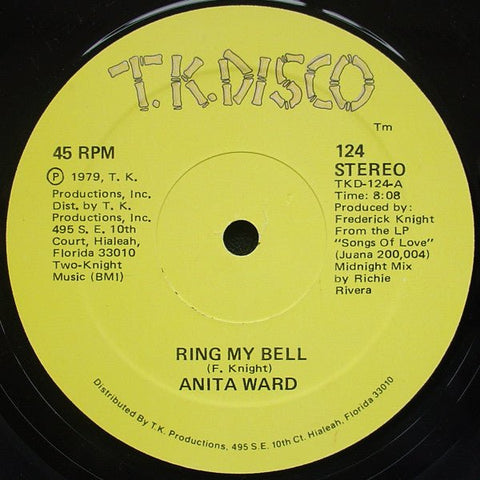 T.K. DISCO
Tm
45 RPM
Ⓟ 1979, T. K.
Productions, Inc.
Dist. by T. K.
Productions, Inc.
495 S. E. 10th
Court, Hialeah,
Florida 33010
Two-Knight
Music (BMI)
124
STEREO
TKD-124-A
Time: 8:08
Produced by:
Frederick Knight
From the LP
"Songs Of Love"
(Juana 200,004)
Midnight Mix
by Richie
Rivera
RING MY BELL
(F. Knight)
ANITA WARD
Distributed By T.K. Productions, 495 S.E. 10th Ct. Hialeah, Florida 33010